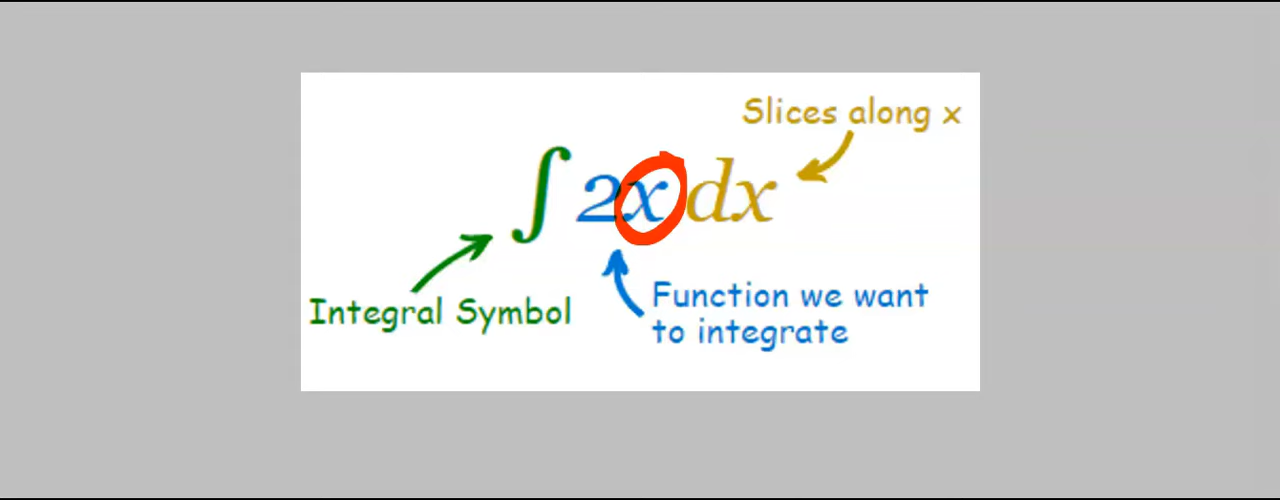 Slices along x
∫ 2x dx
Integral Symbol
Function we want
to integrate